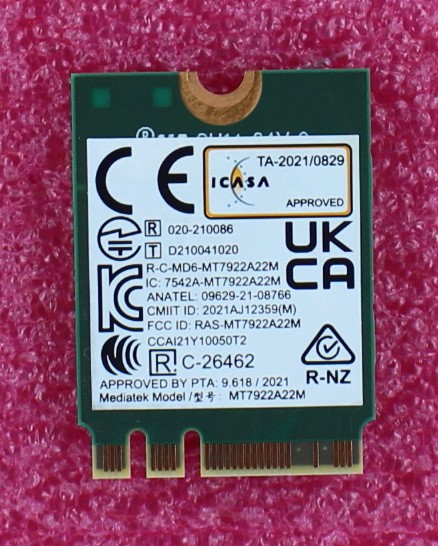 CE
TA-2021/0829
ICASA
APPROVED
R 020-210086
T D210041020
UK
CA
R-C-MD6-MT7922A22M
IC: 7542A-MT7922A22M
ANATEL: 09629-21-08766
CMIIT ID: 2021AJ12359(M)
FCC ID: RAS-MT7922A22M
CCAI21Y10050T2
R C-26462
R-NZ
APPROVED BY PTA: 9.618 / 2021
Mediatek Model /型号: MT7922A22M